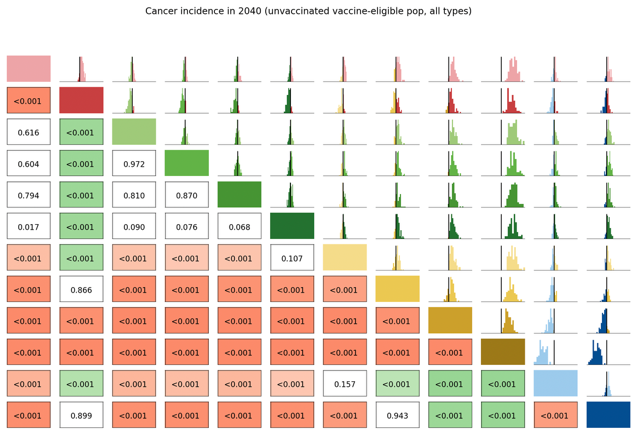 Cancer incidence in 2040 (unvaccinated vaccine-eligible pop, all types)
<0.001
0.616 <0.001
0.604 <0.001 0.972
0.794 <0.001 0.810 0.870
0.017 <0.001 0.090 0.076 0.068
<0.001 <0.001 <0.001 <0.001 <0.001 0.107
<0.001 0.866 <0.001 <0.001 <0.001 <0.001 <0.001
<0.001 <0.001 <0.001 <0.001 <0.001 <0.001 <0.001 <0.001
<0.001 <0.001 <0.001 <0.001 <0.001 <0.001 <0.001 <0.001 <0.001
<0.001 <0.001 <0.001 <0.001 <0.001 <0.001 0.157 <0.001 <0.001 <0.001
<0.001 0.899 <0.001 <0.001 <0.001 <0.001 <0.001 0.943 <0.001 <0.001 <0.001